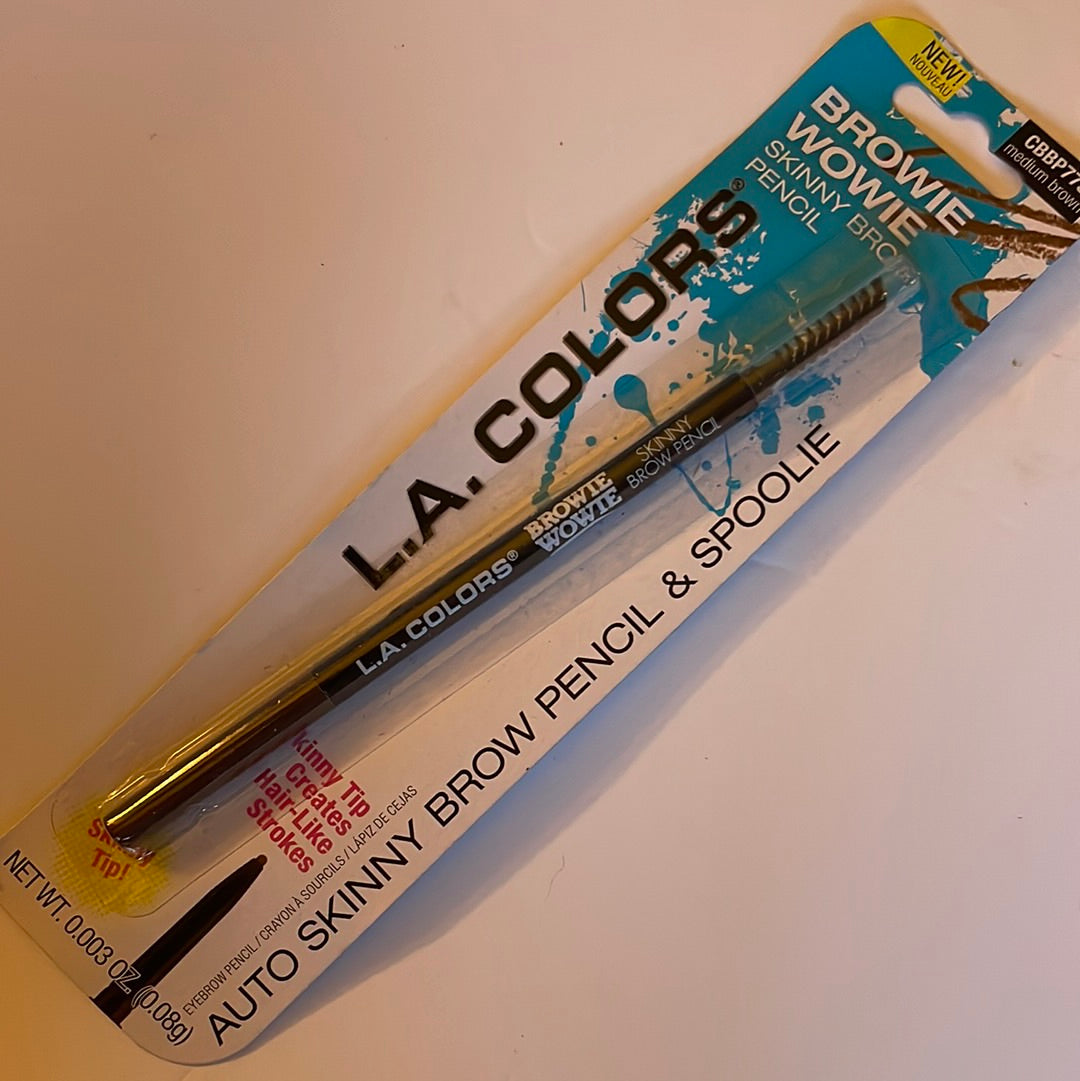 NEW!
NOUVEAU
medium brown
BROWIE
WOWIE
SKINNY
PENCIL
L.A. COLORS®
SKINNY
BROW PENCIL
BROWIE
WOWIE
L.A. COLORS®
Tip
Creates
Hair-Like
Strokes
Tip!
NET WT. 0.003 OZ. (0.08g)
EYEBROW PENCIL / CRAYON À SOURCILS / LÁPIZ DE CEJAS
AUTO SKINNY BROW PENCIL & SPOOLIE